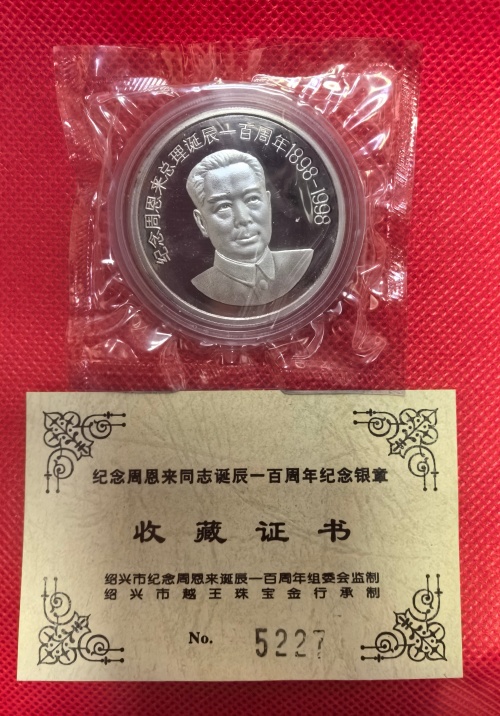 纪念周恩来总理诞辰一百周年1898-1998
纪念周恩来同志诞辰一百周年纪念银章
收藏证书
绍兴市纪念周恩来诞辰一百周年组委会监制
绍兴市越王珠宝金行承制
No. 5227